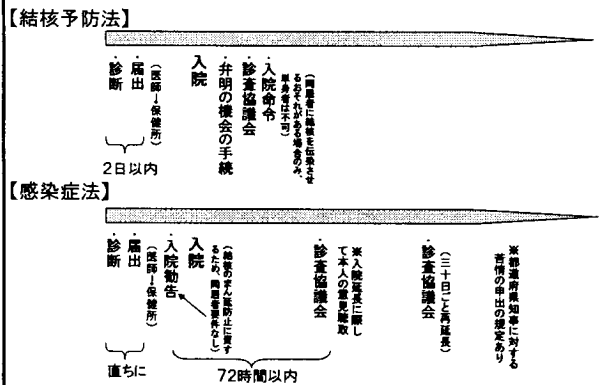 【結核予防法】
・診断
・届出
(医師→保健所)
2日以内
入院
・弁明の機会の手続
・診査協議会
・入院命令
(同居者に結核を伝染させ
るおそれがある場合のみ、
単身者は不可)
【感染症法】
・診断
・届出
(医師→保健所)
直ちに
・入院勧告
入院
(結核のまん延防止に資す
るため、同居者要件なし)
72時間以内
・診査協議会
※入院延長に際し
て本人の意見聴取
・診査協議会
(三十日ごと再延長)
※都道府県知事に対する
苦情の申出の規定あり